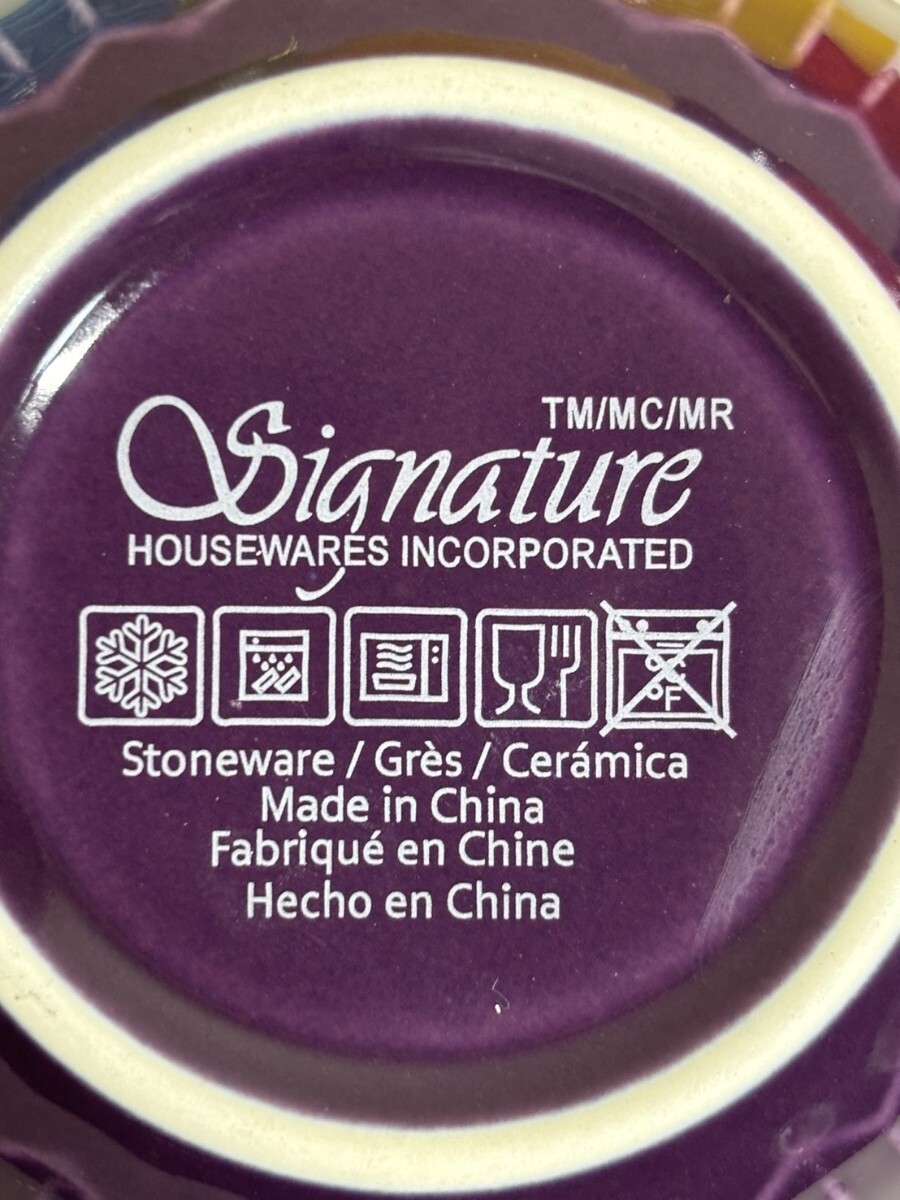 TM/MC/MR
Signature
HOUSEWARES INCORPORATED
°F
Stoneware / Grès / Cerámica
Made in China
Fabriqué en Chine
Hecho en China